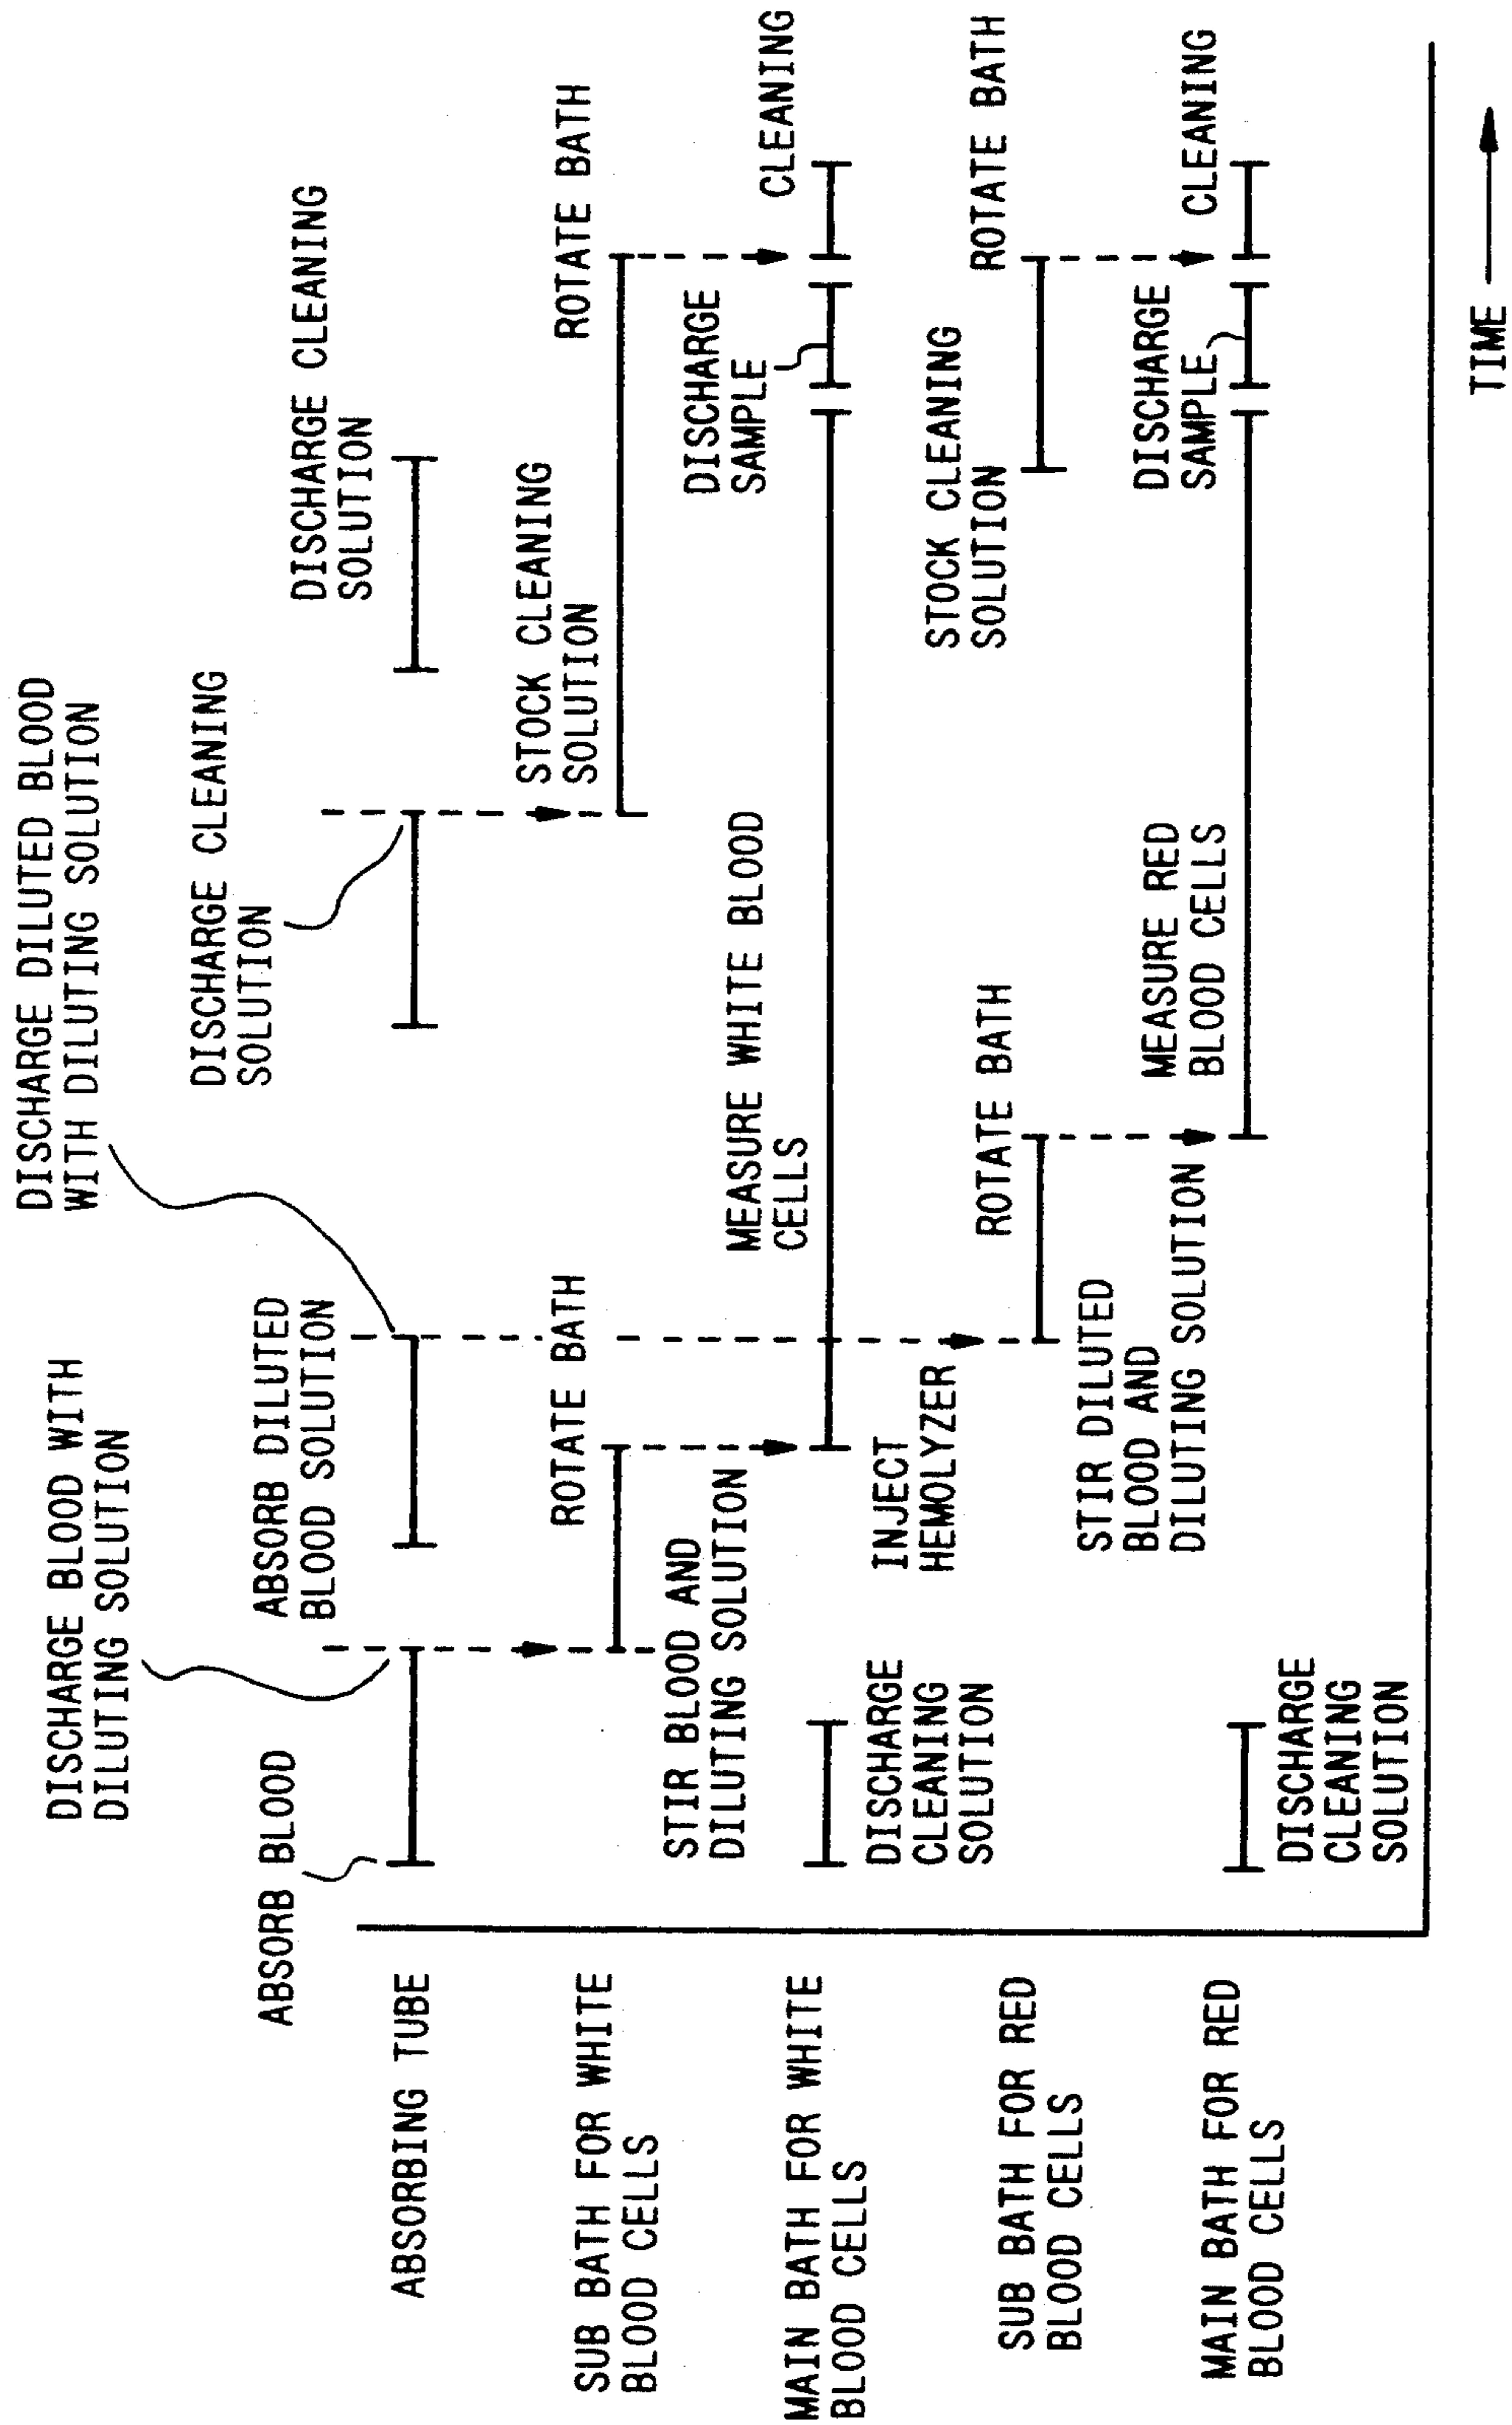 DISCHARGE BLOOD WITH
DILUTING SOLUTION
DISCHARGE DILUTED BLOOD
WITH DILUTING SOLUTION
ABSORB BLOOD
ABSORB DILUTED
BLOOD SOLUTION
DISCHARGE CLEANING
SOLUTION
DISCHARGE CLEANING
SOLUTION
ABSORBING TUBE
ROTATE BATH
STOCK CLEANING
SOLUTION
ROTATE BATH
SUB BATH FOR WHITE
BLOOD CELLS
STIR BLOOD AND
DILUTING SOLUTION
MEASURE WHITE BLOOD
CELLS
DISCHARGE
SAMPLE
CLEANING
MAIN BATH FOR WHITE
BLOOD CELLS
DISCHARGE
CLEANING
SOLUTION
INJECT
HEMOLYZER
ROTATE BATH
STOCK CLEANING
SOLUTION
ROTATE BATH
SUB BATH FOR RED
BLOOD CELLS
STIR DILUTED
BLOOD AND
DILUTING SOLUTION
MEASURE RED
BLOOD CELLS
DISCHARGE
SAMPLE
CLEANING
MAIN BATH FOR RED
BLOOD CELLS
DISCHARGE
CLEANING
SOLUTION
TIME